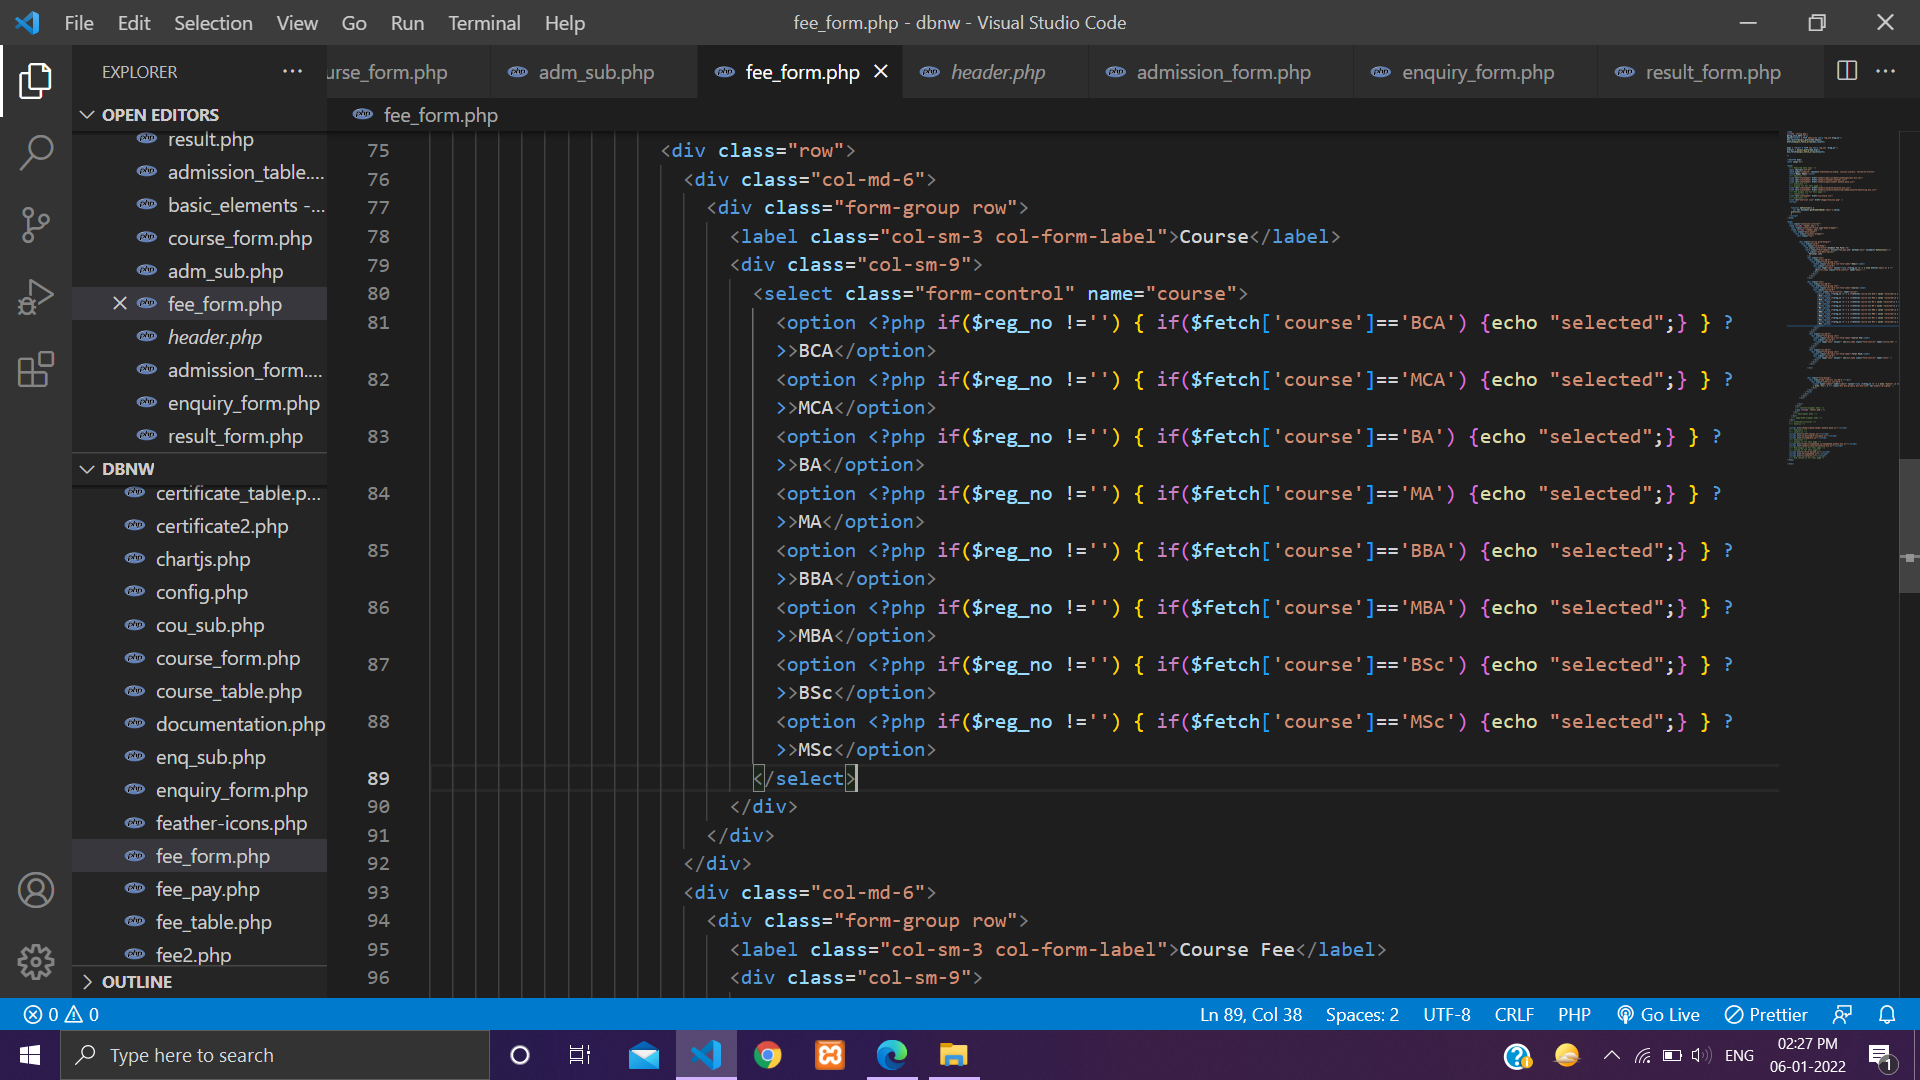 File Edit Selection View Go Run Terminal Help
fee_form.php - dbnw - Visual Studio Code
EXPLORER
urse_form.php adm_sub.php fee_form.php header.php admission_form.php enquiry_form.php result_form.php
OPEN EDITORS
result.php
admission_table....
basic_elements -...
course_form.php
adm_sub.php
fee_form.php
header.php
admission_form....
enquiry_form.php
result_form.php
DBNW
certificate_table.p...
certificate2.php
chartjs.php
config.php
cou_sub.php
course_form.php
course_table.php
documentation.php
enq_sub.php
enquiry_form.php
feather-icons.php
fee_form.php
fee_pay.php
fee_table.php
fee2.php
OUTLINE
fee_form.php
75 <div class="row">
76 <div class="col-md-6">
77 <div class="form-group row">
78 <label class="col-sm-3 col-form-label">Course</label>
79 <div class="col-sm-9">
80 <select class="form-control" name="course">
81 <option <?php if($reg_no !='') { if($fetch['course']=='BCA') {echo "selected";} } ?
>>BCA</option>
82 <option <?php if($reg_no !='') { if($fetch['course']=='MCA') {echo "selected";} } ?
>>MCA</option>
83 <option <?php if($reg_no !='') { if($fetch['course']=='BA') {echo "selected";} } ?
>>BA</option>
84 <option <?php if($reg_no !='') { if($fetch['course']=='MA') {echo "selected";} } ?
>>MA</option>
85 <option <?php if($reg_no !='') { if($fetch['course']=='BBA') {echo "selected";} } ?
>>BBA</option>
86 <option <?php if($reg_no !='') { if($fetch['course']=='MBA') {echo "selected";} } ?
>>MBA</option>
87 <option <?php if($reg_no !='') { if($fetch['course']=='BSc') {echo "selected";} } ?
>>BSc</option>
88 <option <?php if($reg_no !='') { if($fetch['course']=='MSc') {echo "selected";} } ?
>>MSc</option>
89 </select>
90 </div>
91 </div>
92 </div>
93 <div class="col-md-6">
94 <div class="form-group row">
95 <label class="col-sm-3 col-form-label">Course Fee</label>
96 <div class="col-sm-9">
0 0
Ln 89, Col 38 Spaces: 2 UTF-8 CRLF PHP Go Live Prettier
Type here to search
ENG
02:27 PM
06-01-2022
1